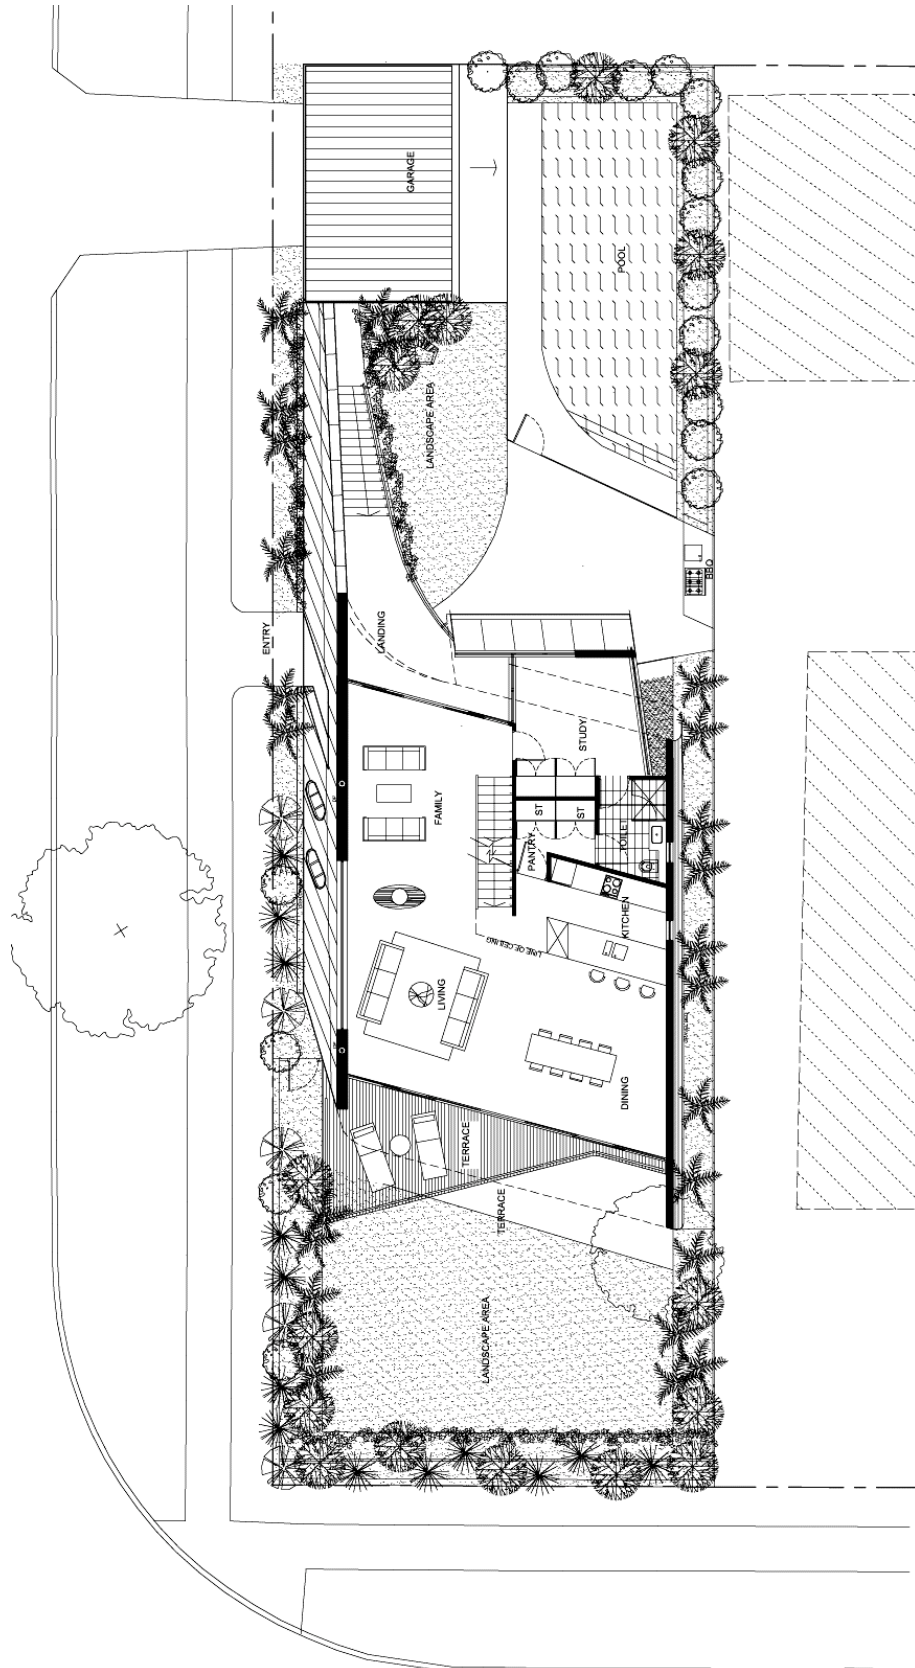 GARAGE
POOL
LANDSCAPE AREA
BBQ
ENTRY
LANDING
STUDY
FAMILY
ST
ST
PANTRY
TOILET
KITCHEN
LINE OF CEILING
LIVING
DINING
TERRACE
TERRACE
LANDSCAPE AREA